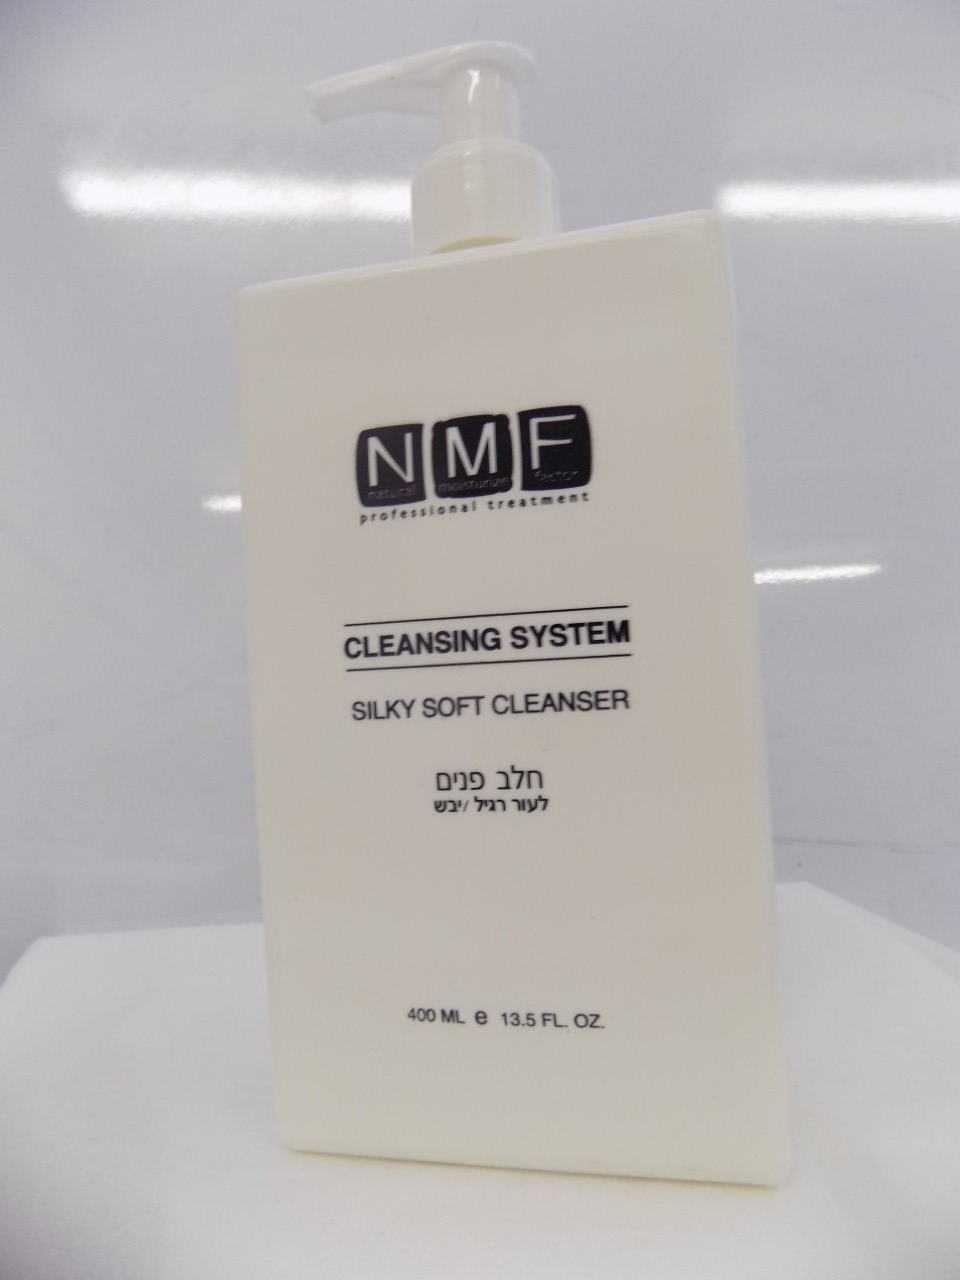 NMF
natural moisturize factor
professional treatment
CLEANSING SYSTEM
SILKY SOFT CLEANSER
חלב פנים
לעור רגיל /יבש
400 ML e 13.5 FL. OZ.